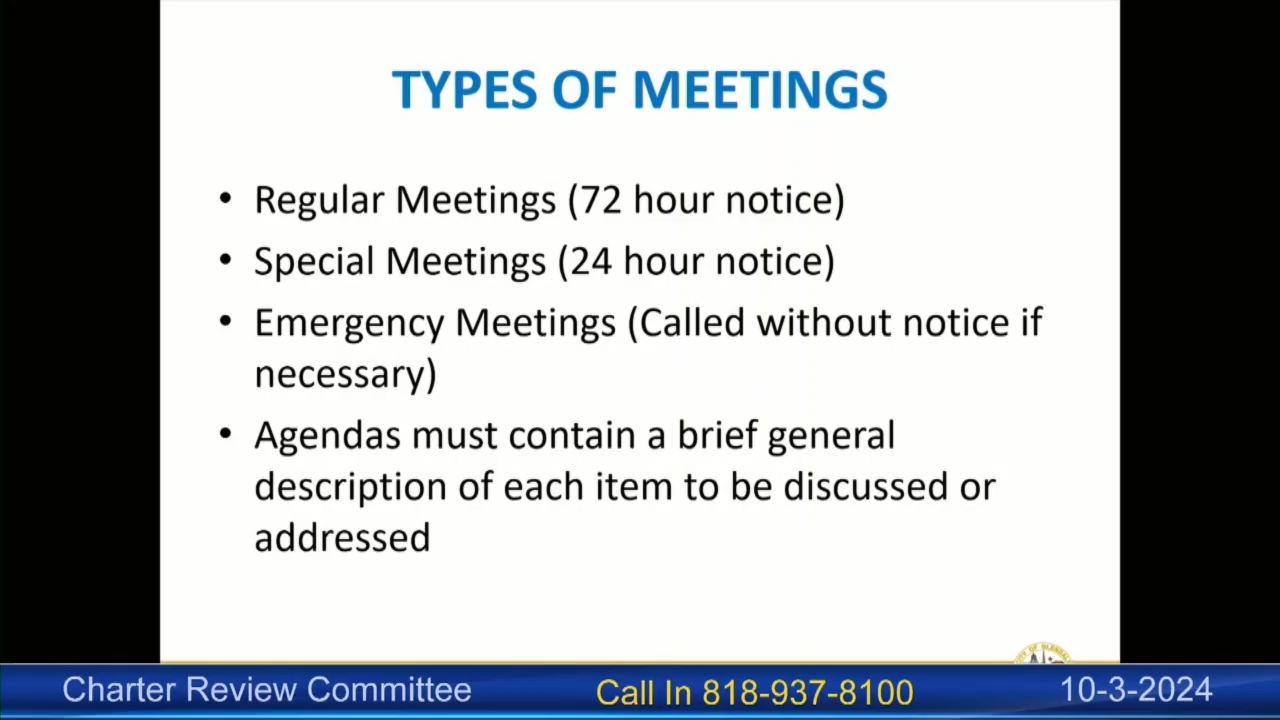 TYPES OF MEETINGS
• Regular Meetings (72 hour notice)
• Special Meetings (24 hour notice)
• Emergency Meetings (Called without notice if
necessary)
• Agendas must contain a brief general
description of each item to be discussed or
addressed
Charter Review Committee
Call In 818-937-8100
10-3-2024